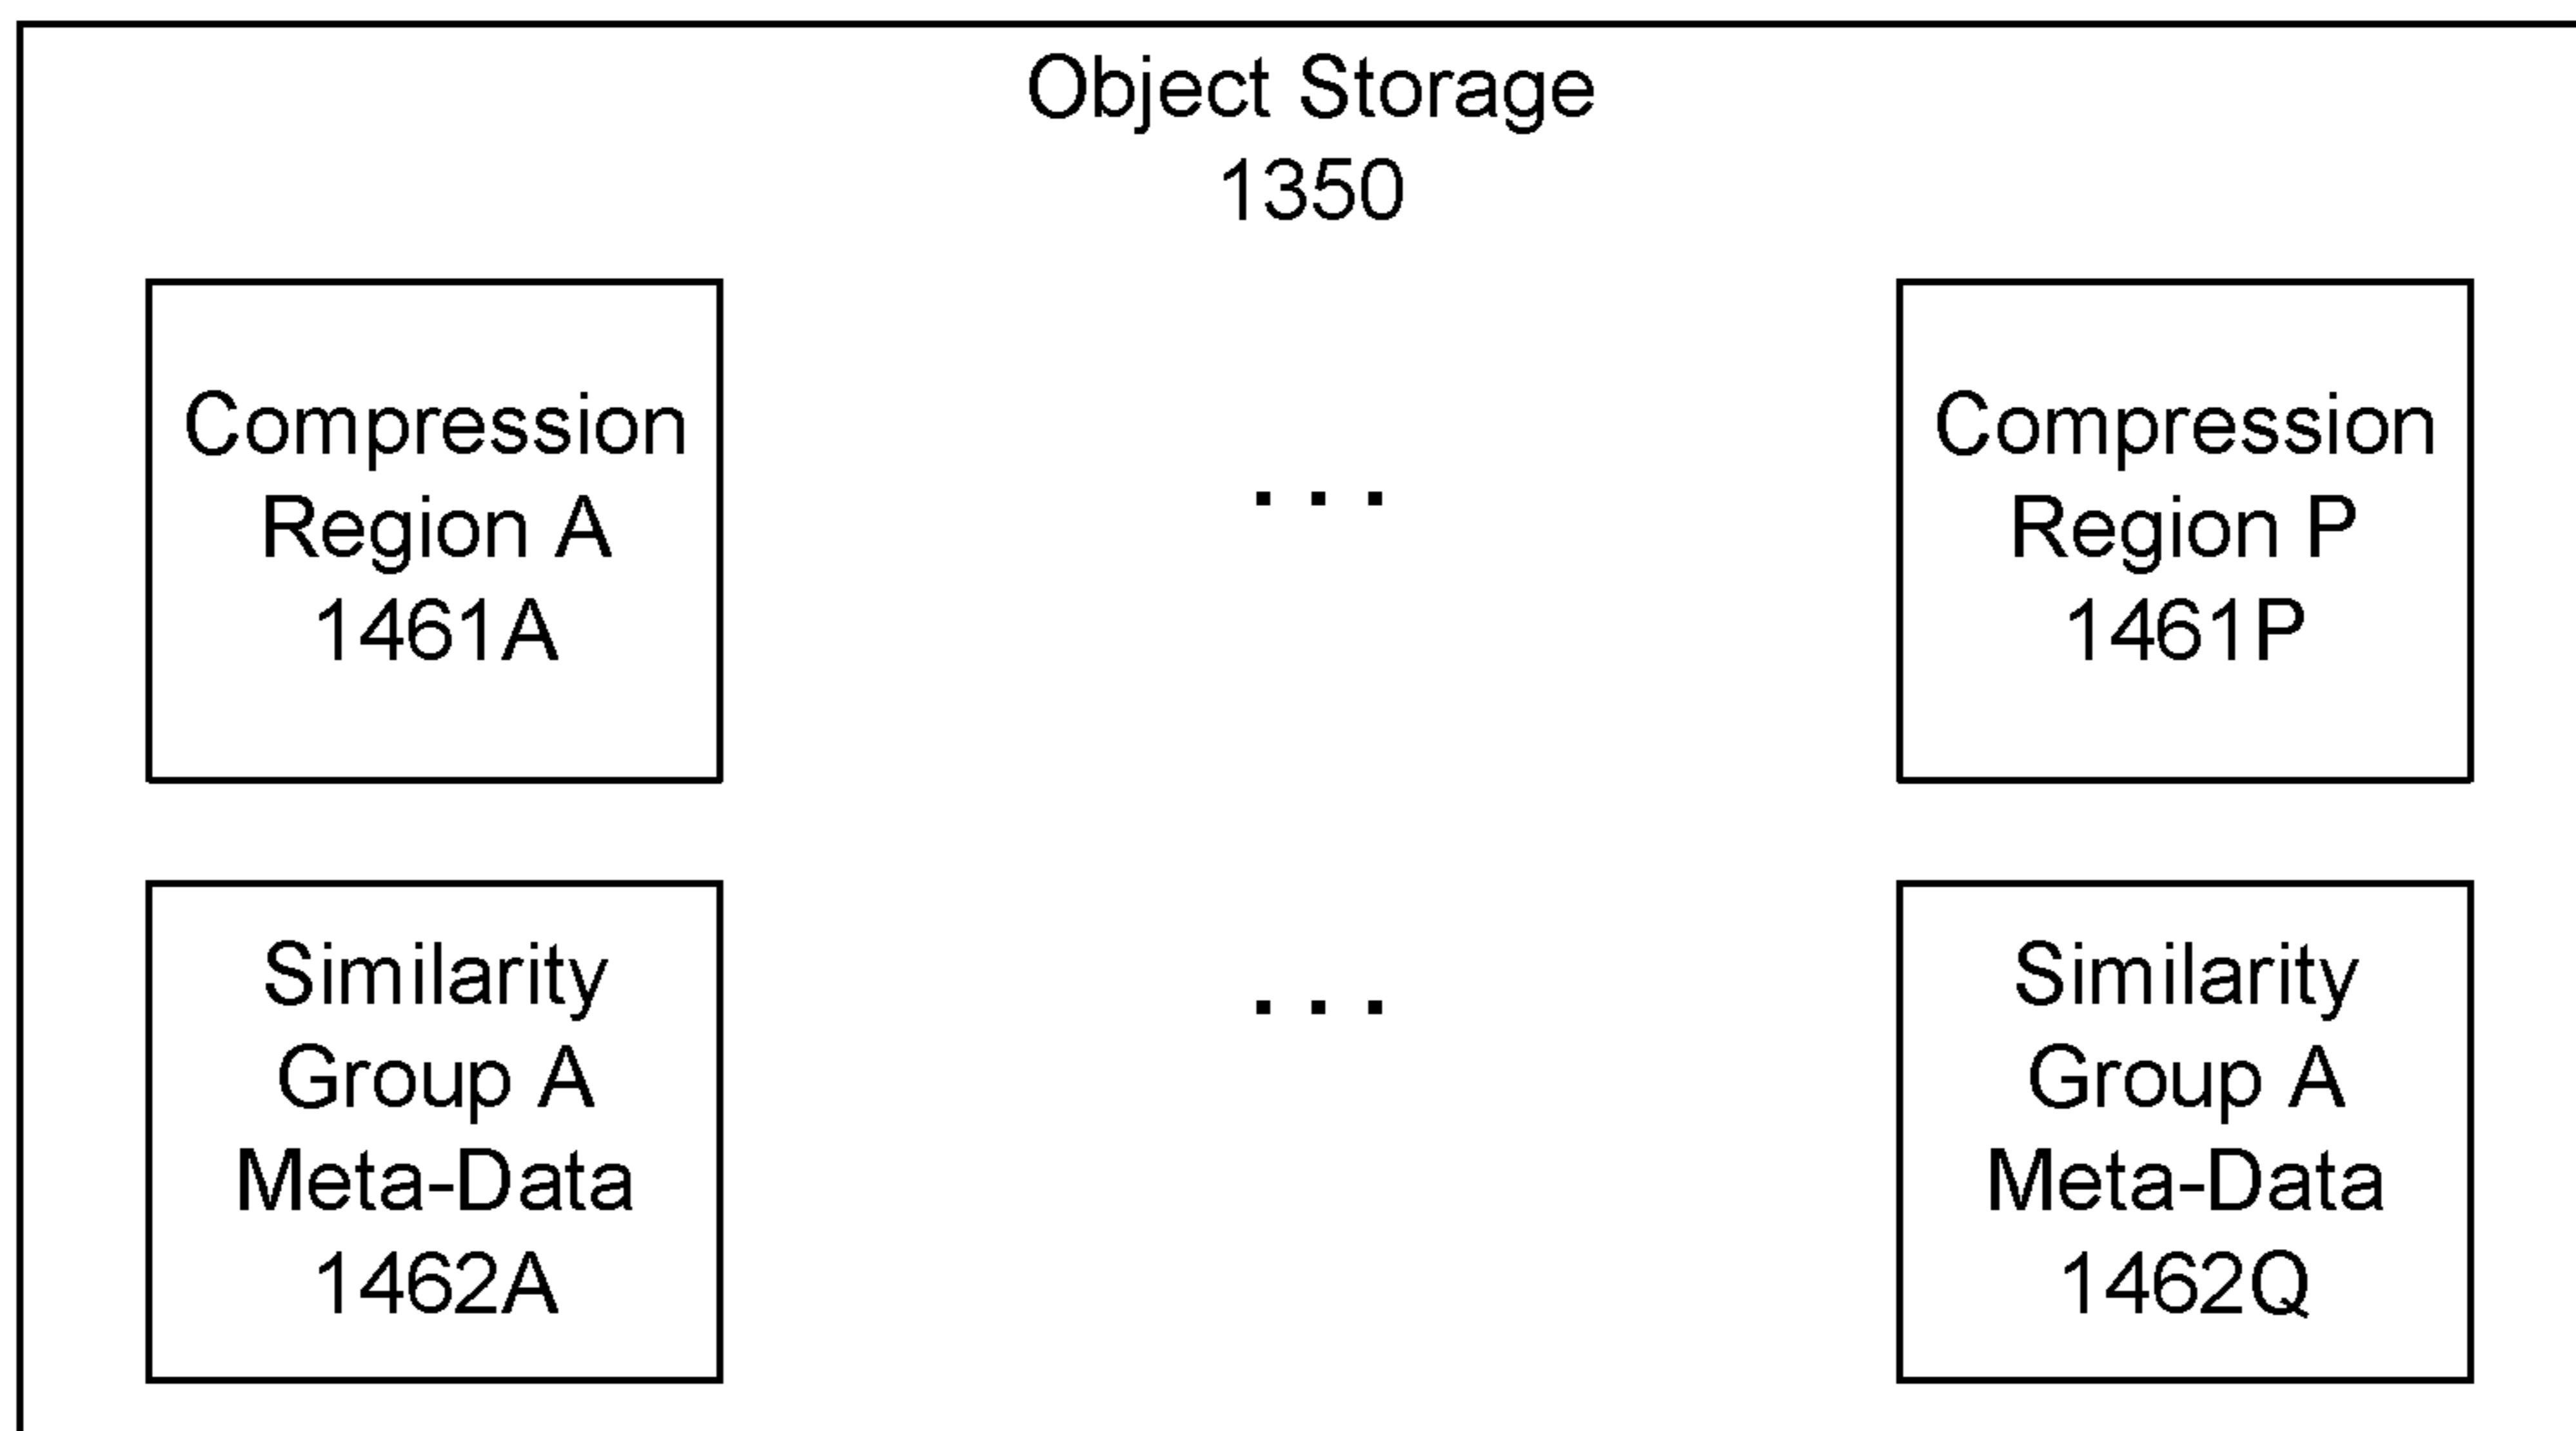 Object Storage
1350
Compression
Region A
1461A
. . .
Compression
Region P
1461P
Similarity
Group A
Meta-Data
1462A
. . .
Similarity
Group A
Meta-Data
1462Q